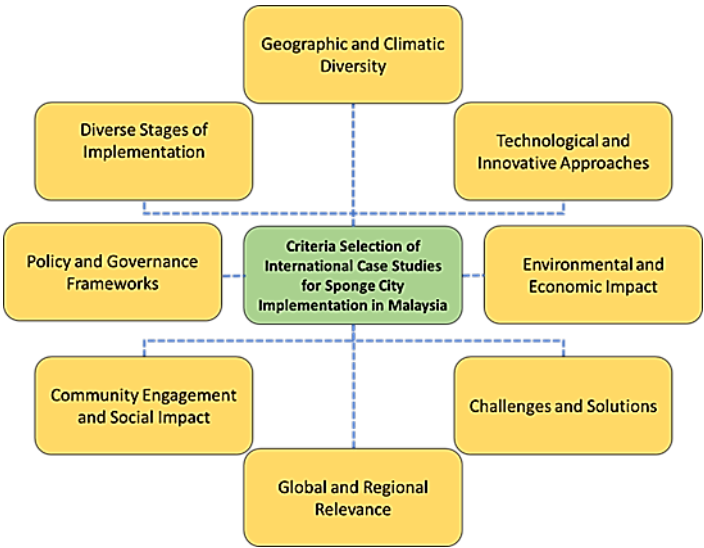 Geographic and Climatic
Diversity
Diverse Stages of
Implementation
Technological and
Innovative Approaches
Policy and Governance
Frameworks
Criteria Selection of
International Case Studies
for Sponge City
Implementation in Malaysia
Environmental and
Economic Impact
Community Engagement
and Social Impact
Challenges and Solutions
Global and Regional
Relevance